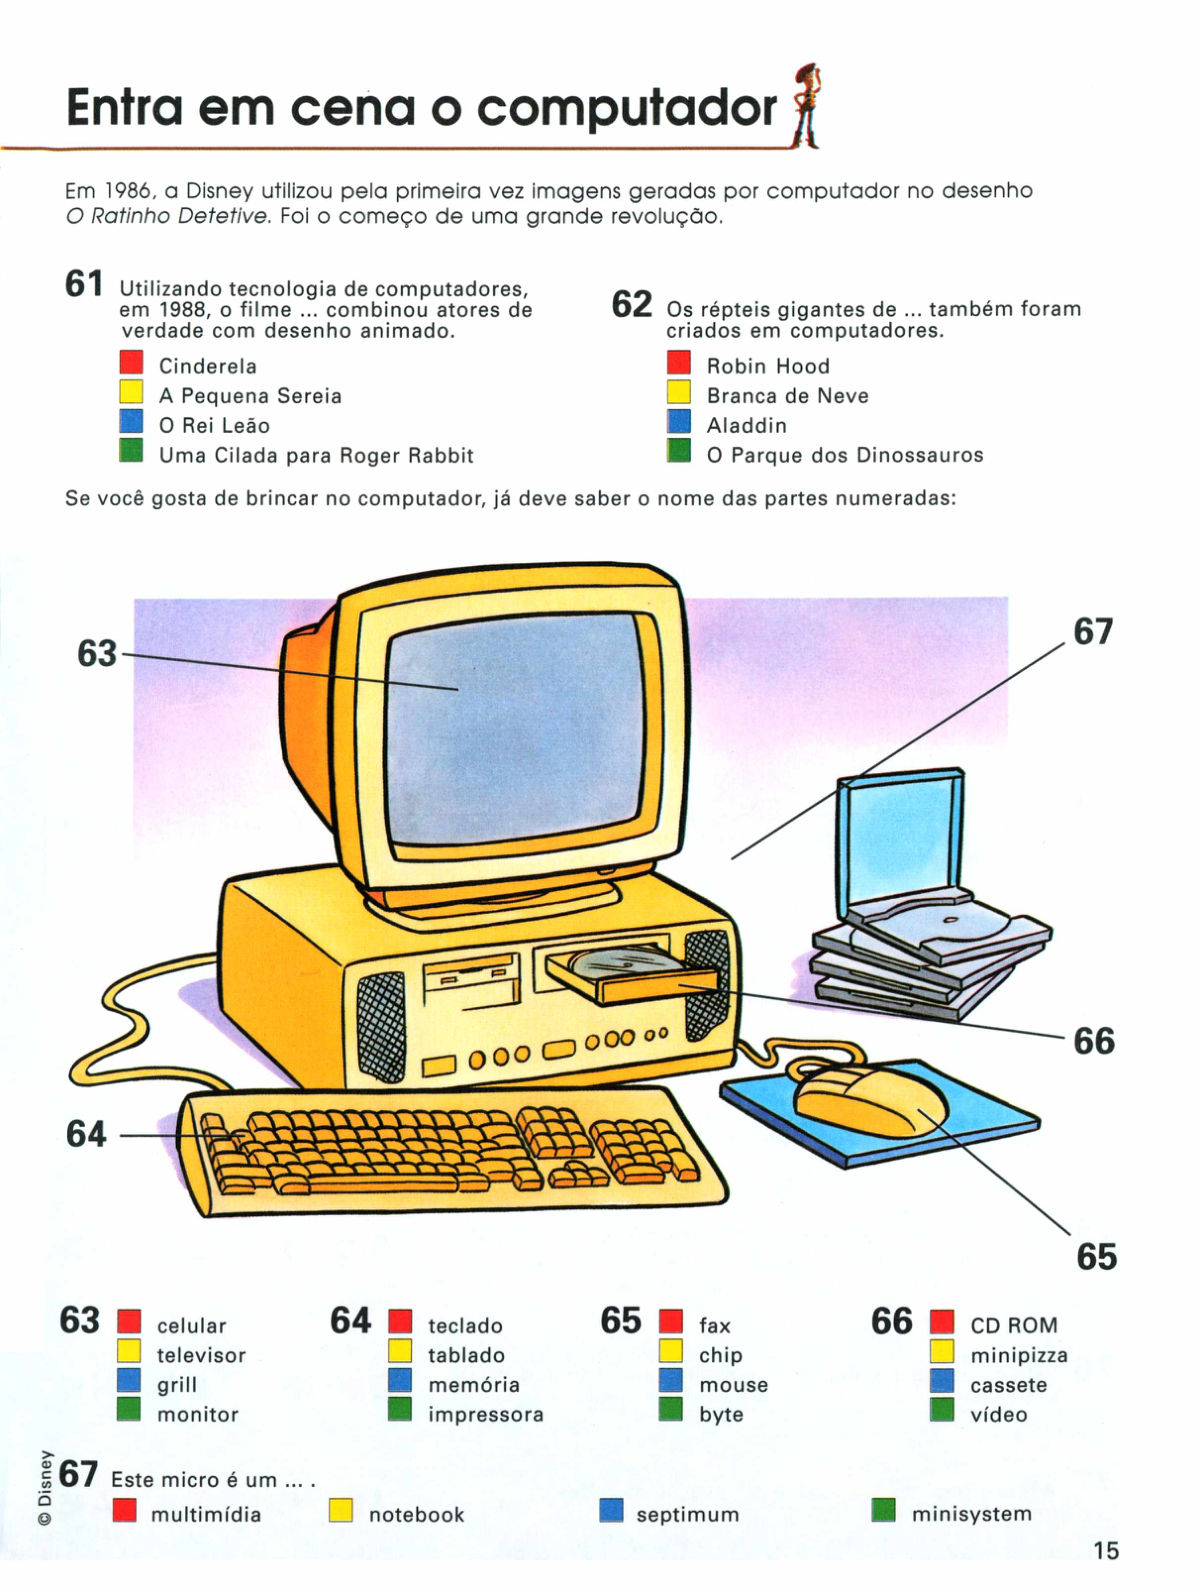 Entra em cena o computador
Em 1986, a Disney utilizou pela primeira vez imagens geradas por computador no desenho
O Ratinho Detetive. Foi o começo de uma grande revolução.
61 Utilizando tecnologia de computadores,
em 1988, o filme ... combinou atores de
verdade com desenho animado.
Cinderela
A Pequena Sereia
O Rei Leão
Uma Cilada para Roger Rabbit
62 Os répteis gigantes de ... também foram
criados em computadores.
Robin Hood
Branca de Neve
Aladdin
O Parque dos Dinossauros
Se você gosta de brincar no computador, já deve saber o nome das partes numeradas:
63
67
66
64
65
63 celular
televisor
grill
monitor
64 teclado
tablado
memória
impressora
65 fax
chip
mouse
byte
66 CD ROM
minipizza
cassete
vídeo
67 Este micro é um ... .
multimídia
notebook
septimum
minisystem
© Disney
15